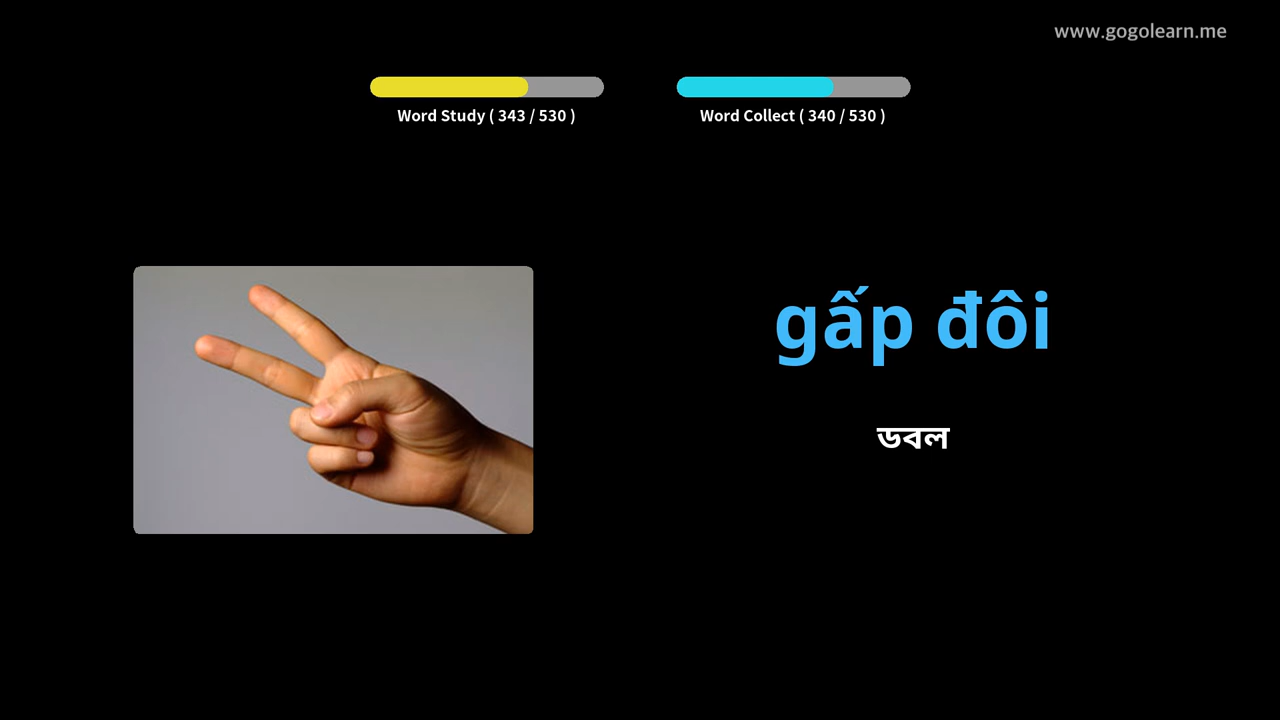 www.gogolearn.me
Word Study ( 343 / 530 )
Word Collect ( 340 / 530 )
gấp đôi
ডবল